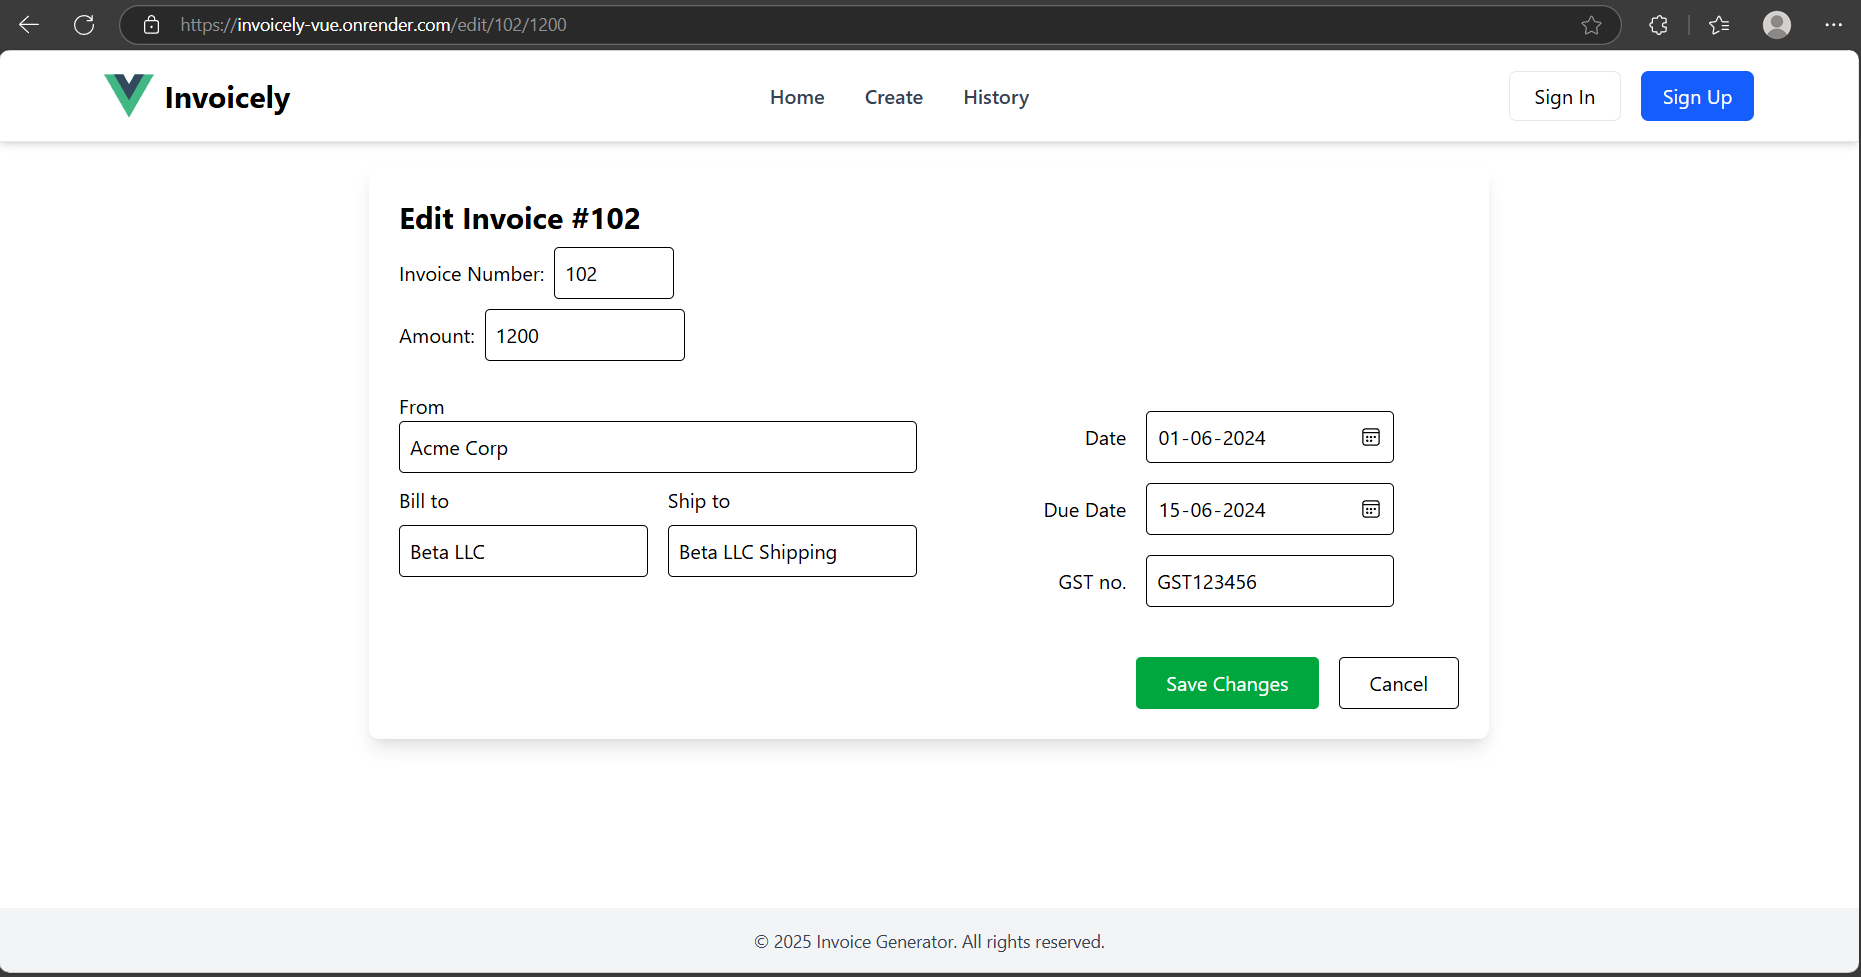 https://invoicely-vue.onrender.com/edit/102/1200
Invoicely
Home Create History
Sign In Sign Up
Edit Invoice #102
Invoice Number: 102
Amount: 1200
From
Acme Corp
Bill to Ship to
Beta LLC Beta LLC Shipping
Date 01-06-2024
Due Date 15-06-2024
GST no. GST123456
Save Changes Cancel
© 2025 Invoice Generator. All rights reserved.